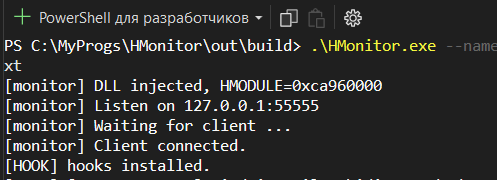 PowerShell для разработчиков
PS C:\MyProgs\HMonitor\out\build> .\HMonitor.exe --name
xt
[monitor] DLL injected, HMODULE=0xca960000
[monitor] Listen on 127.0.0.1:55555
[monitor] Waiting for client ...
[monitor] Client connected.
[HOOK] hooks installed.